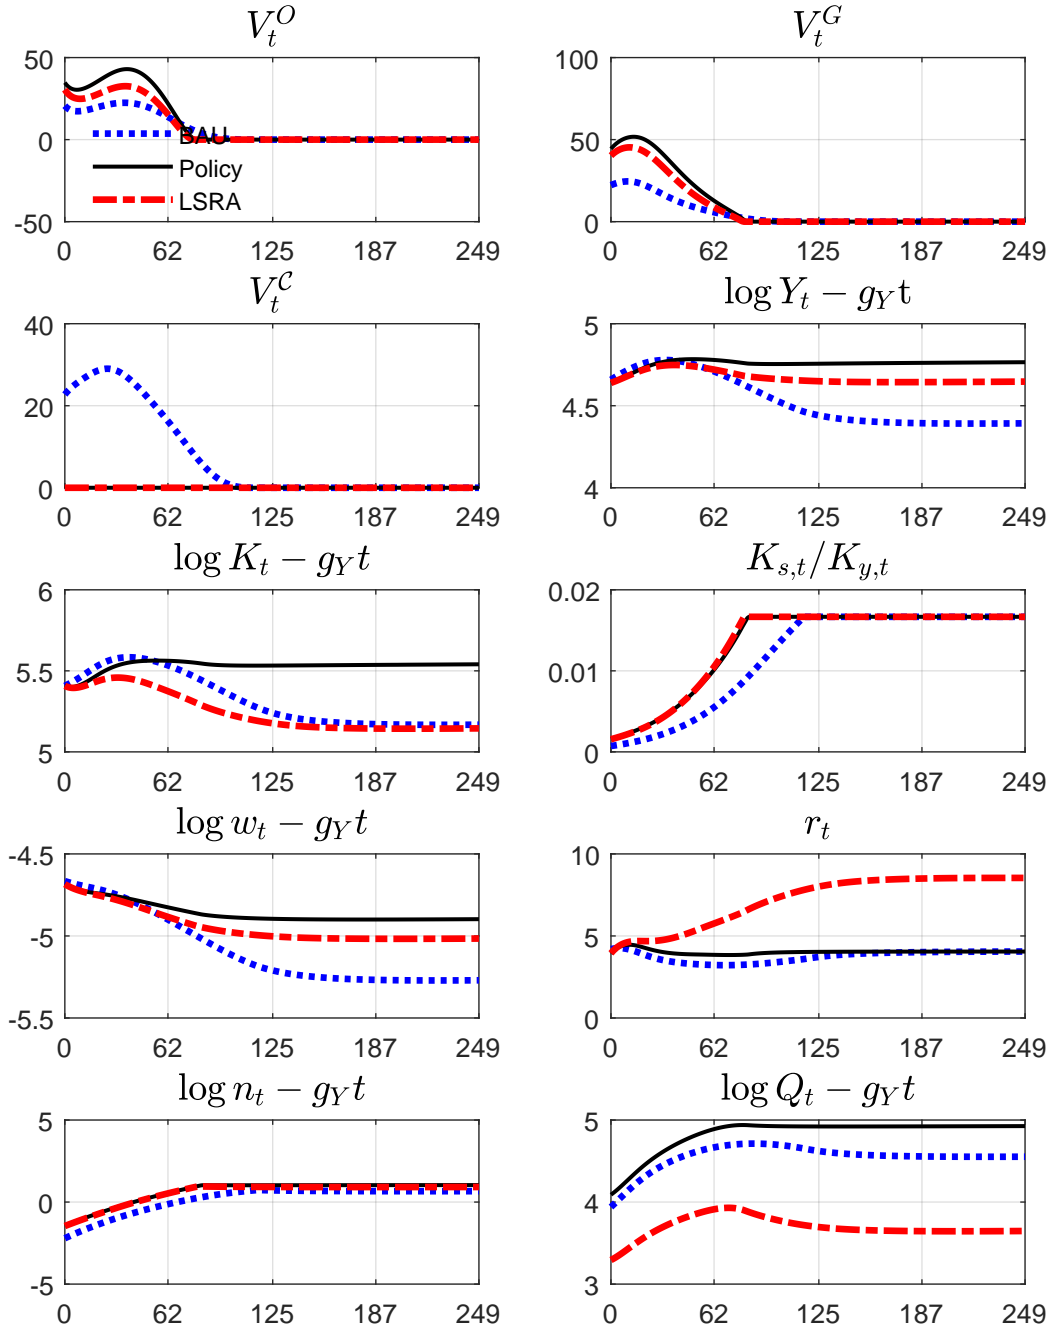 V_t^O
V_t^G
50
0
-50
BAU
Policy
LSRA
0 62 125 187 249
100
50
0
0 62 125 187 249
V_t^𝒞
log Y_t − g_Y t
40
20
0
0 62 125 187 249
5
4.5
4
0 62 125 187 249
log K_t − g_Y t
K_{s,t}/K_{y,t}
6
5.5
5
0 62 125 187 249
0.02
0.01
0
0 62 125 187 249
log w_t − g_Y t
r_t
-4.5
-5
-5.5
0 62 125 187 249
10
5
0
0 62 125 187 249
log n_t − g_Y t
log Q_t − g_Y t
5
0
-5
0 62 125 187 249
5
4
3
0 62 125 187 249